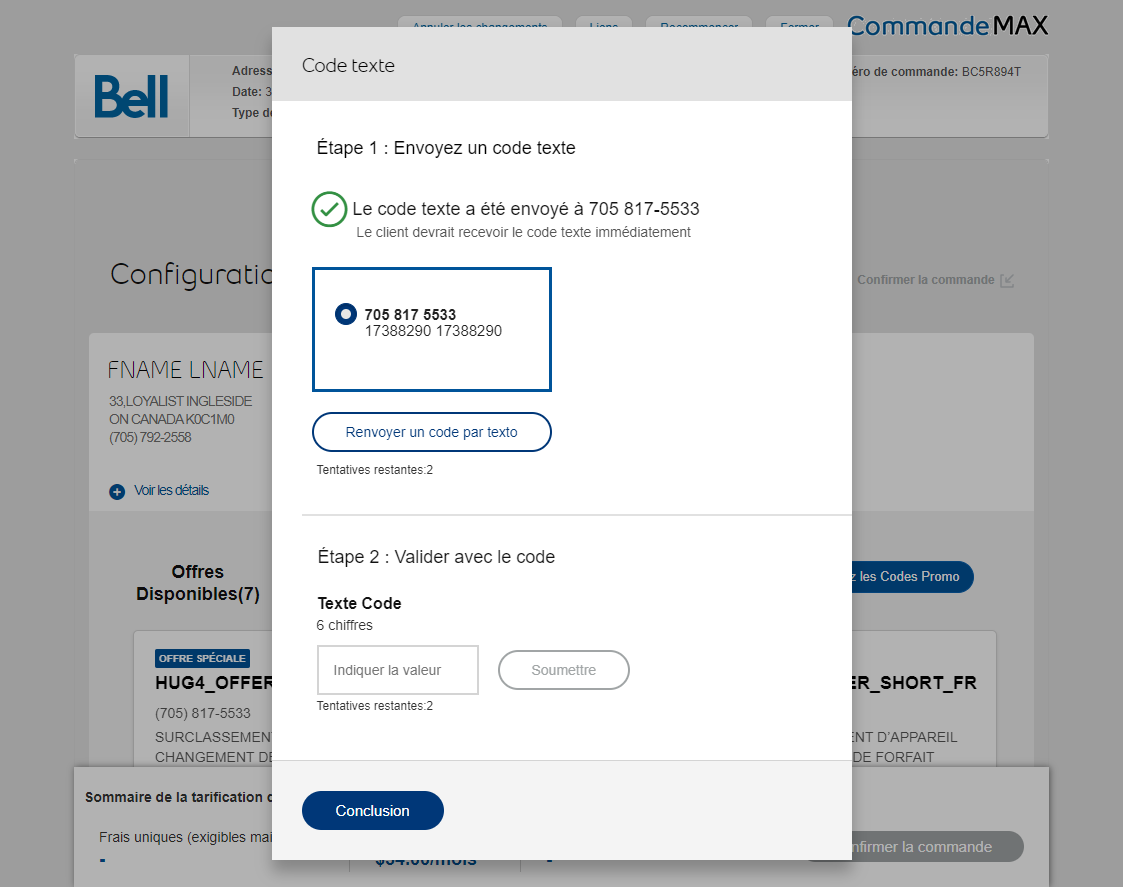 Annuler les changements
Liens
Recommencer
Fermer
CommandeMAX
Bell
Adress
Date: 3
Type de
éro de commande: BC5R894T
Code texte
Étape 1 : Envoyez un code texte
Le code texte a été envoyé à 705 817-5533
Le client devrait recevoir le code texte immédiatement
705 817 5533
17388290 17388290
Renvoyer un code par texto
Tentatives restantes:2
Étape 2 : Valider avec le code
Texte Code
6 chiffres
Indiquer la valeur
Soumettre
Tentatives restantes:2
Conclusion
Configuratio
Confirmer la commande
FNAME LNAME
33,LOYALIST INGLESIDE
ON CANADA K0C1M0
(705) 792-2558
Voir les détails
Offres
Disponibles(7)
z les Codes Promo
OFFRE SPÉCIALE
HUG4_OFFER
(705) 817-5533
SURCLASSEMEN
CHANGEMENT DE
ER_SHORT_FR
ENT D'APPAREIL
DE FORFAIT
Sommaire de la tarification
Frais uniques (exigibles mai
-
$54.00/mois
-
nfirmer la commande